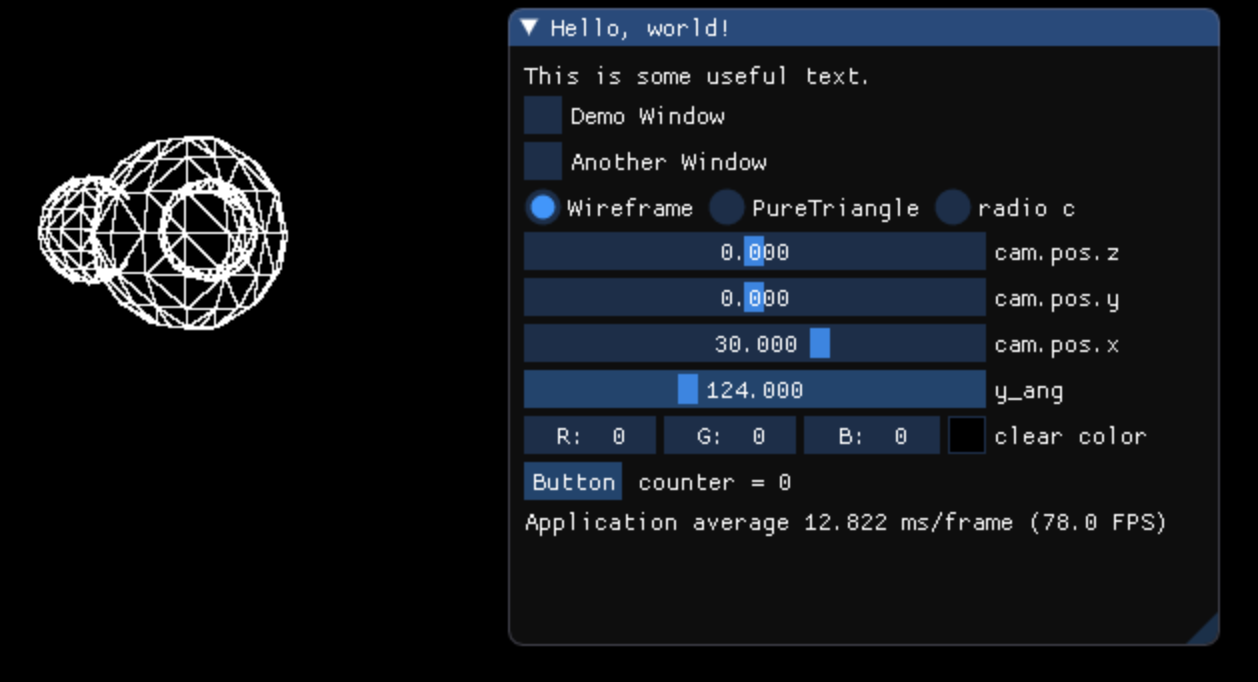 Hello, world!
This is some useful text.
Demo Window
Another Window
Wireframe PureTriangle radio c
0.000 cam.pos.z
0.000 cam.pos.y
30.000 cam.pos.x
124.000 y_ang
R: 0 G: 0 B: 0 clear color
Button counter = 0
Application average 12.822 ms/frame (78.0 FPS)